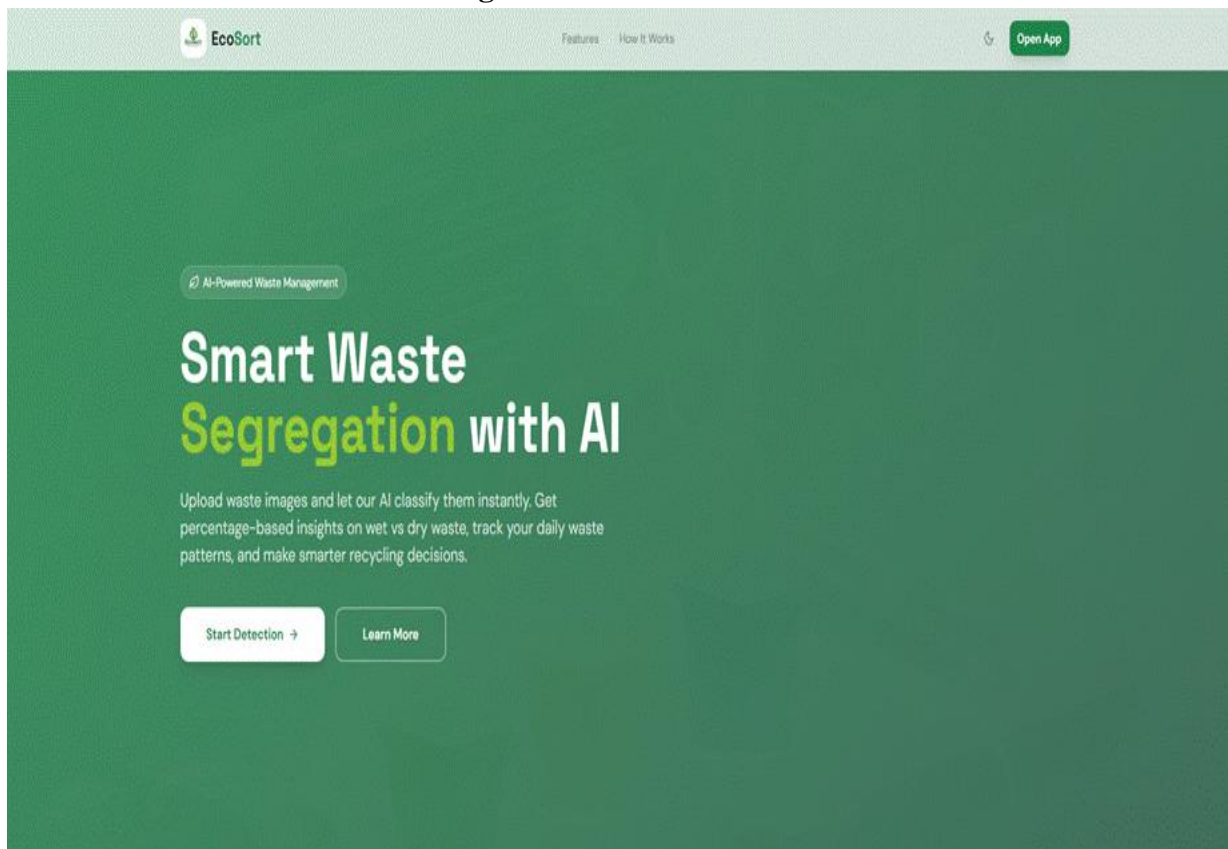 EcoSort
Features How It Works
Open App
AI-Powered Waste Management
Smart Waste
Segregation with AI
Upload waste images and let our AI classify them instantly. Get
percentage-based insights on wet vs dry waste, track your daily waste
patterns, and make smarter recycling decisions.
Start Detection →
Learn More